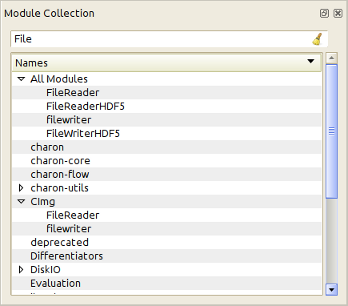 Module Collection
File
Names
All Modules
FileReader
FileReaderHDF5
filewriter
FileWriterHDF5
charon
charon-core
charon-flow
charon-utils
CImg
FileReader
filewriter
deprecated
Differentiators
DiskIO
Evaluation